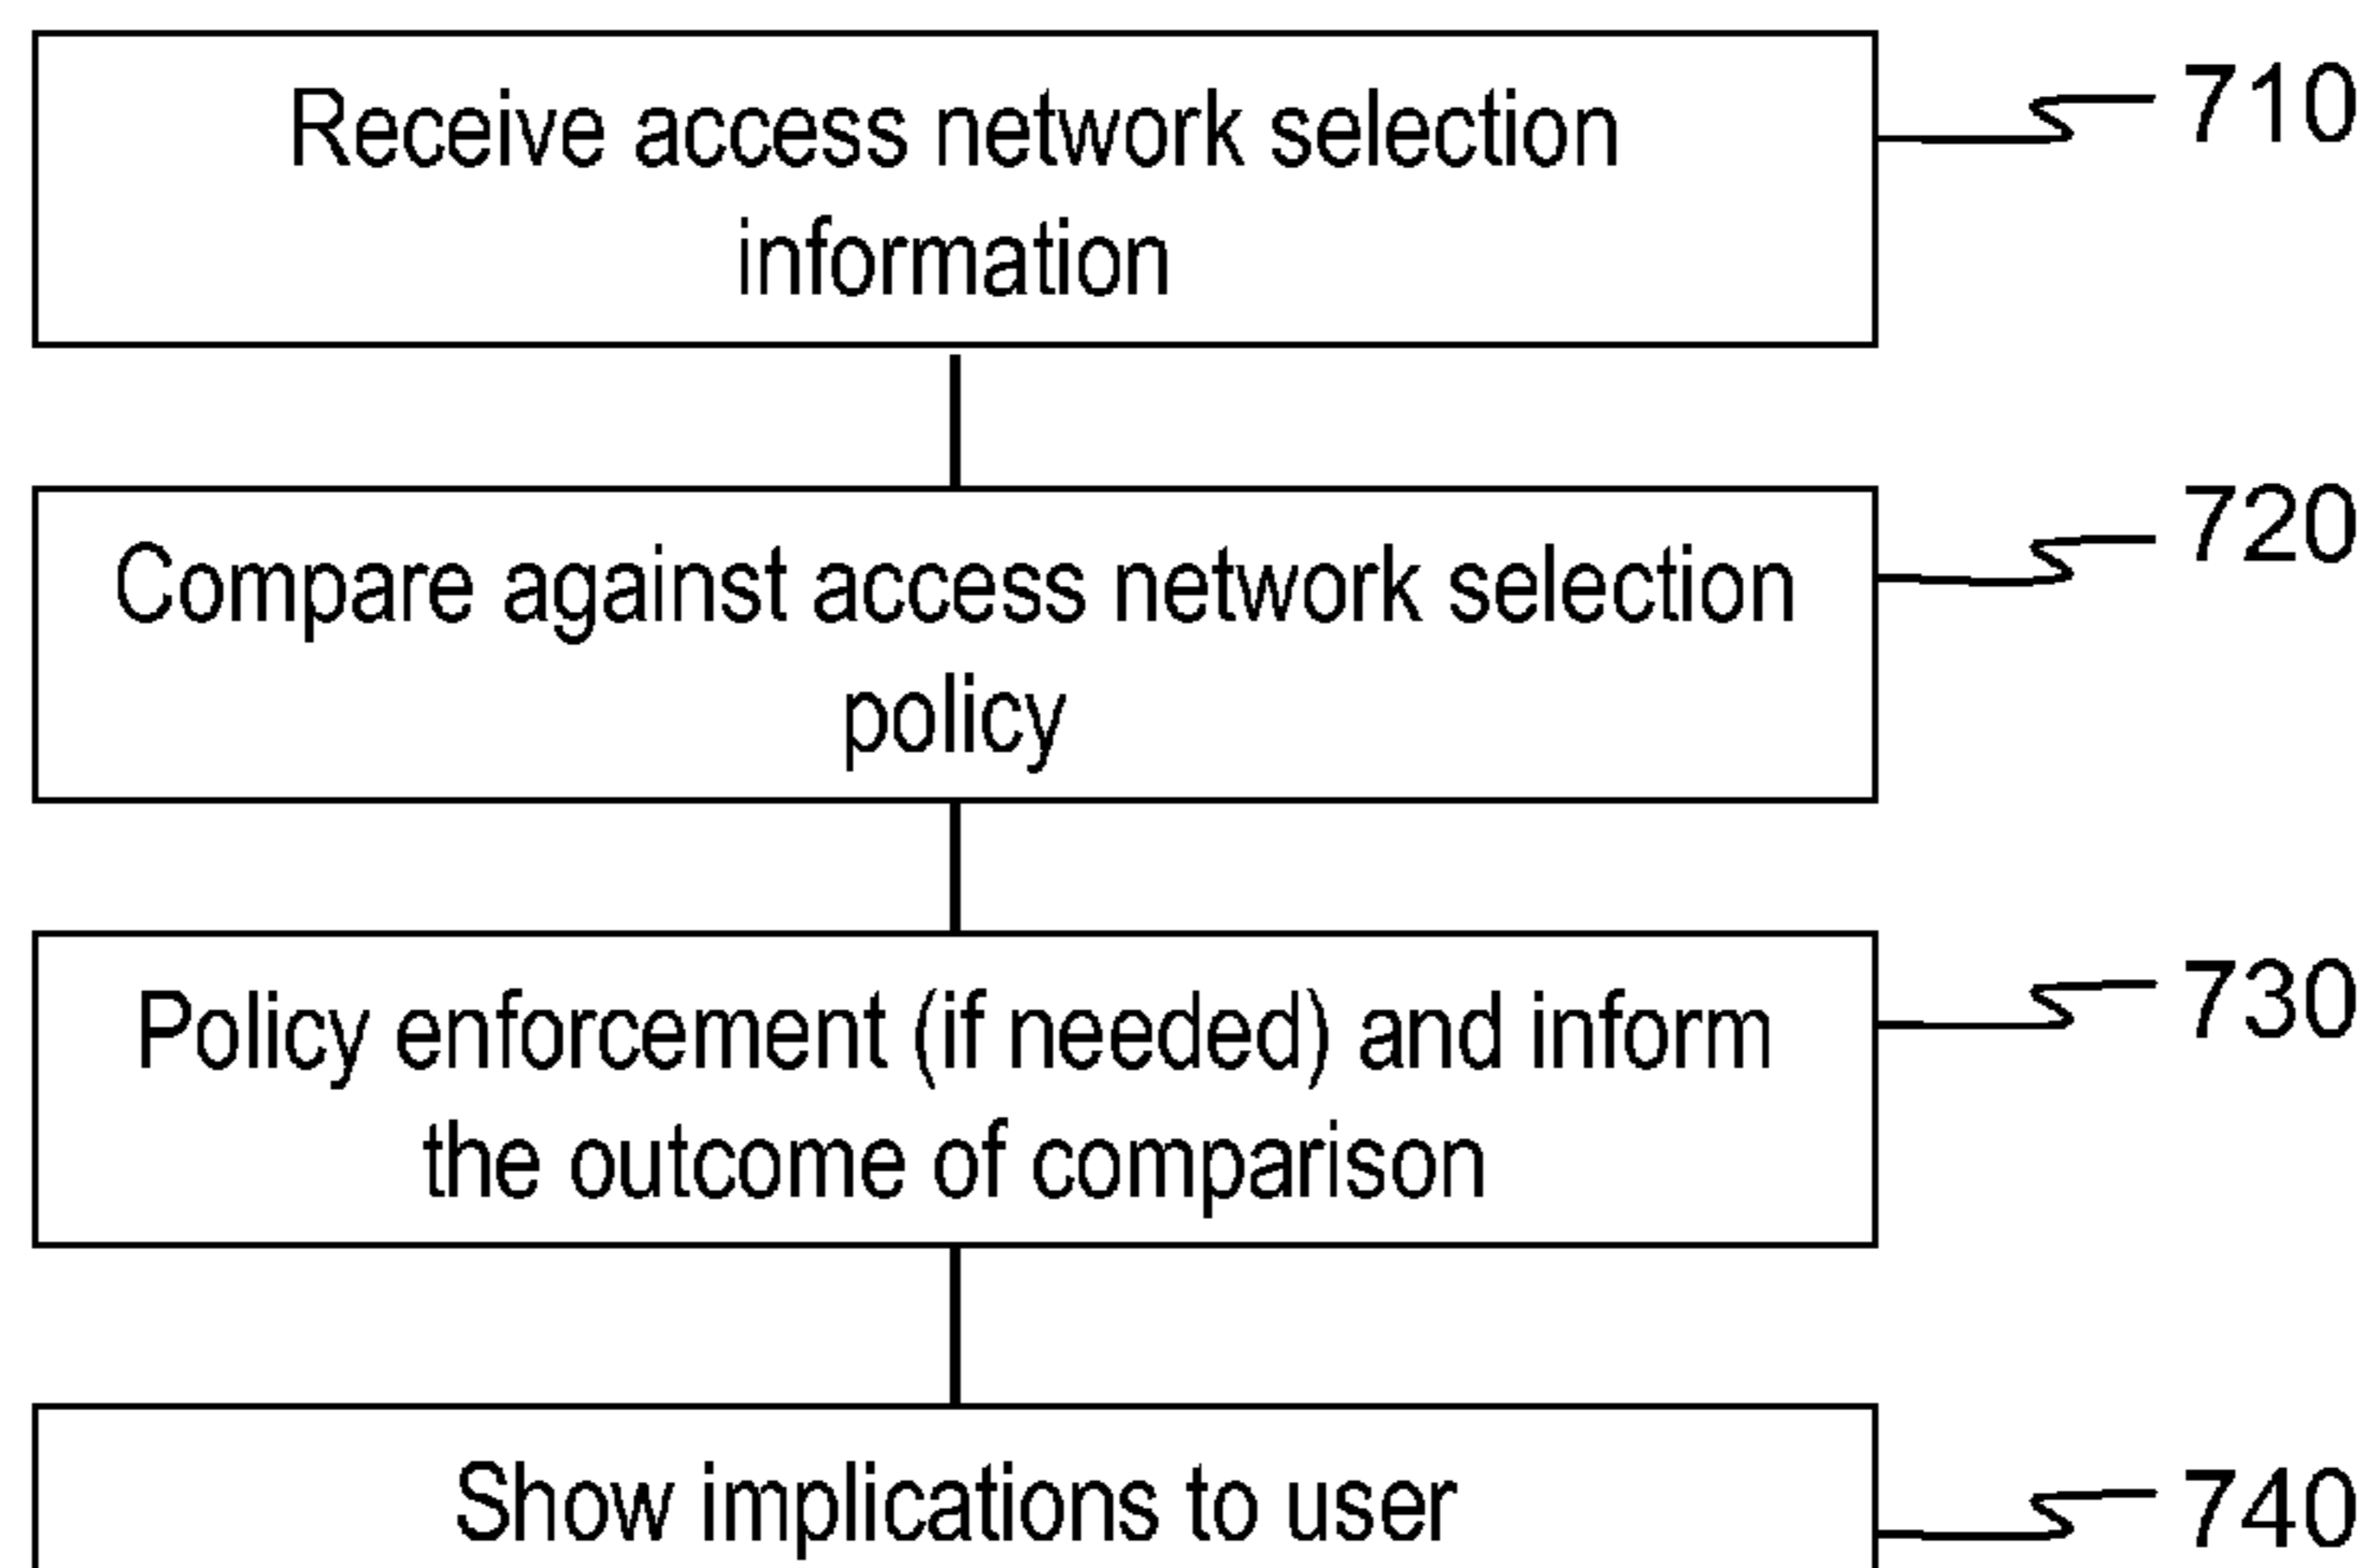 Receive access network selection
information
710
Compare against access network selection
policy
720
Policy enforcement (if needed) and inform
the outcome of comparison
730
Show implications to user
740